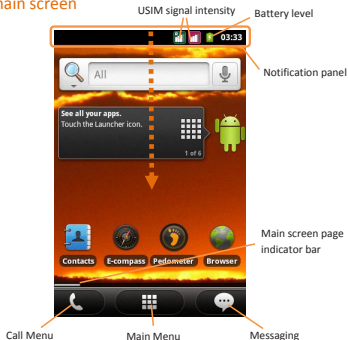 main screen
USIM signal intensity
Battery level
03:33
Notification panel
All
See all your apps.
Touch the Launcher icon.
1 of 6
Main screen page
indicator bar
Contacts
E-compass
Pedometer
Browser
Call Menu
Main Menu
Messaging